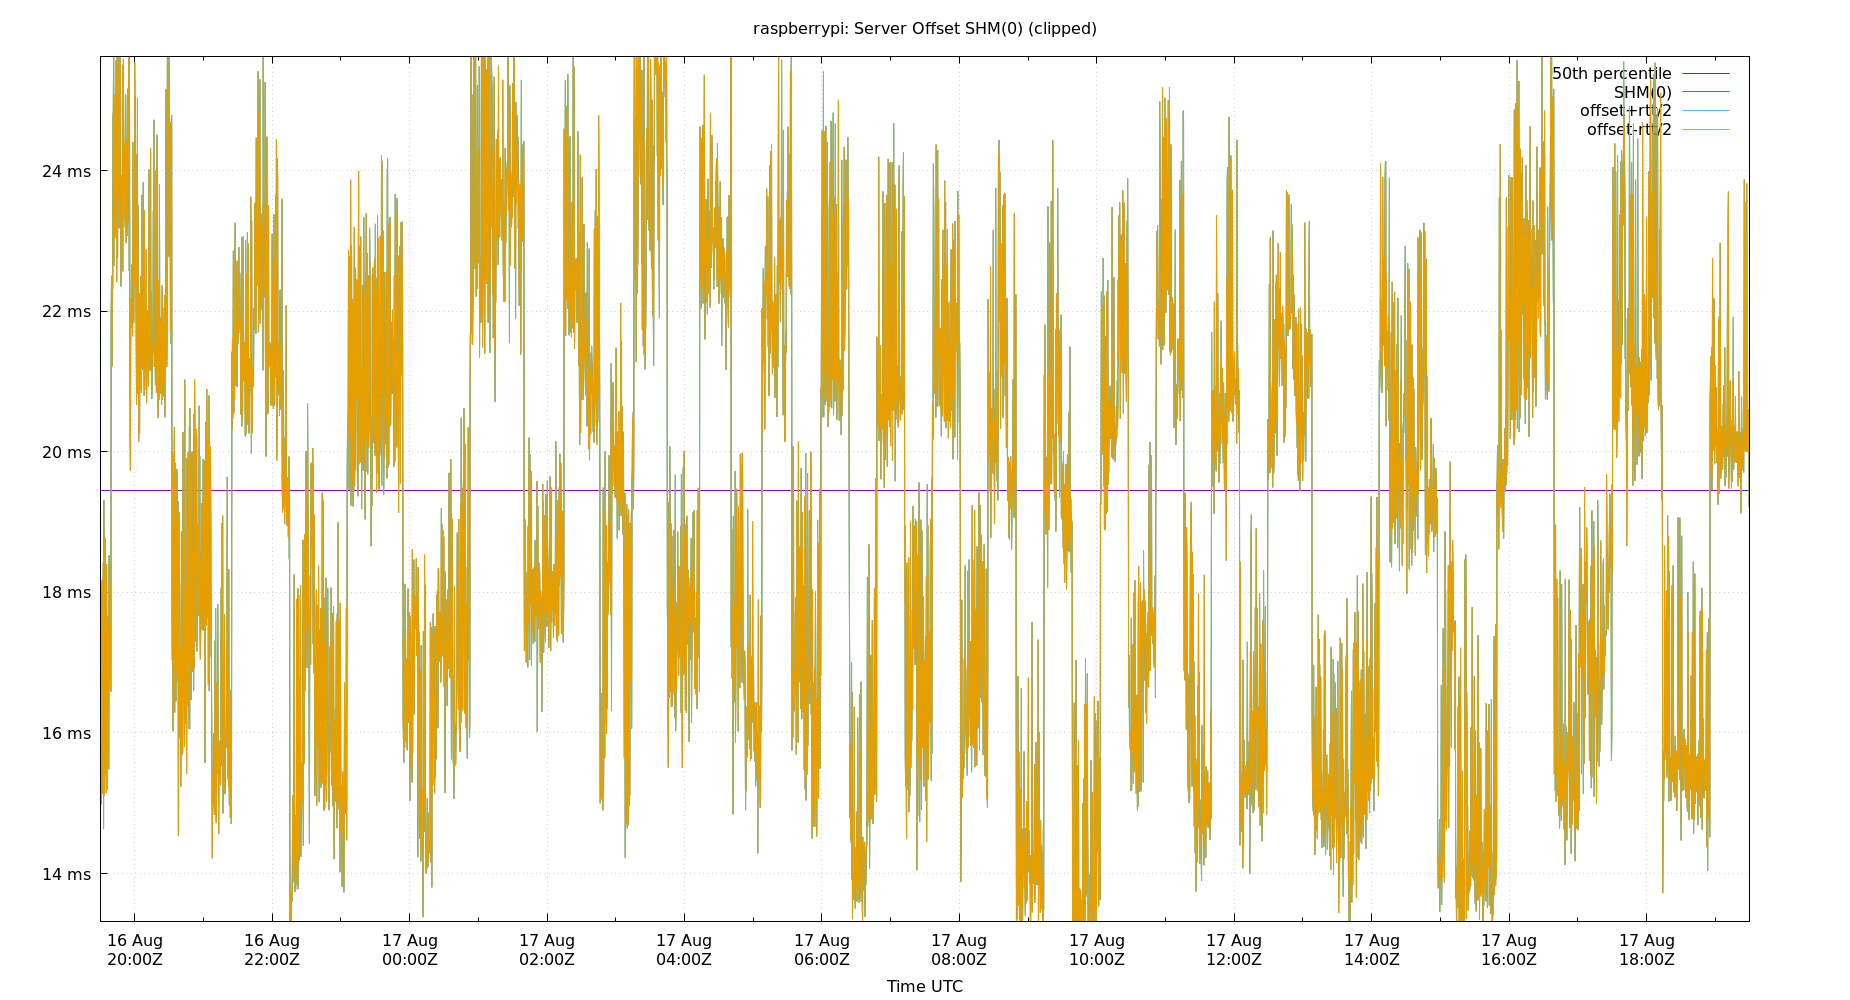 raspberrypi: Server Offset SHM(0) (clipped)
50th percentile
SHM(0)
offset+rtt/2
offset-rtt/2
24 ms
22 ms
20 ms
18 ms
16 ms
14 ms
16 Aug 16 Aug 17 Aug 17 Aug 17 Aug 17 Aug 17 Aug 17 Aug 17 Aug 17 Aug 17 Aug 17 Aug
20:00Z 22:00Z 00:00Z 02:00Z 04:00Z 06:00Z 08:00Z 10:00Z 12:00Z 14:00Z 16:00Z 18:00Z
Time UTC